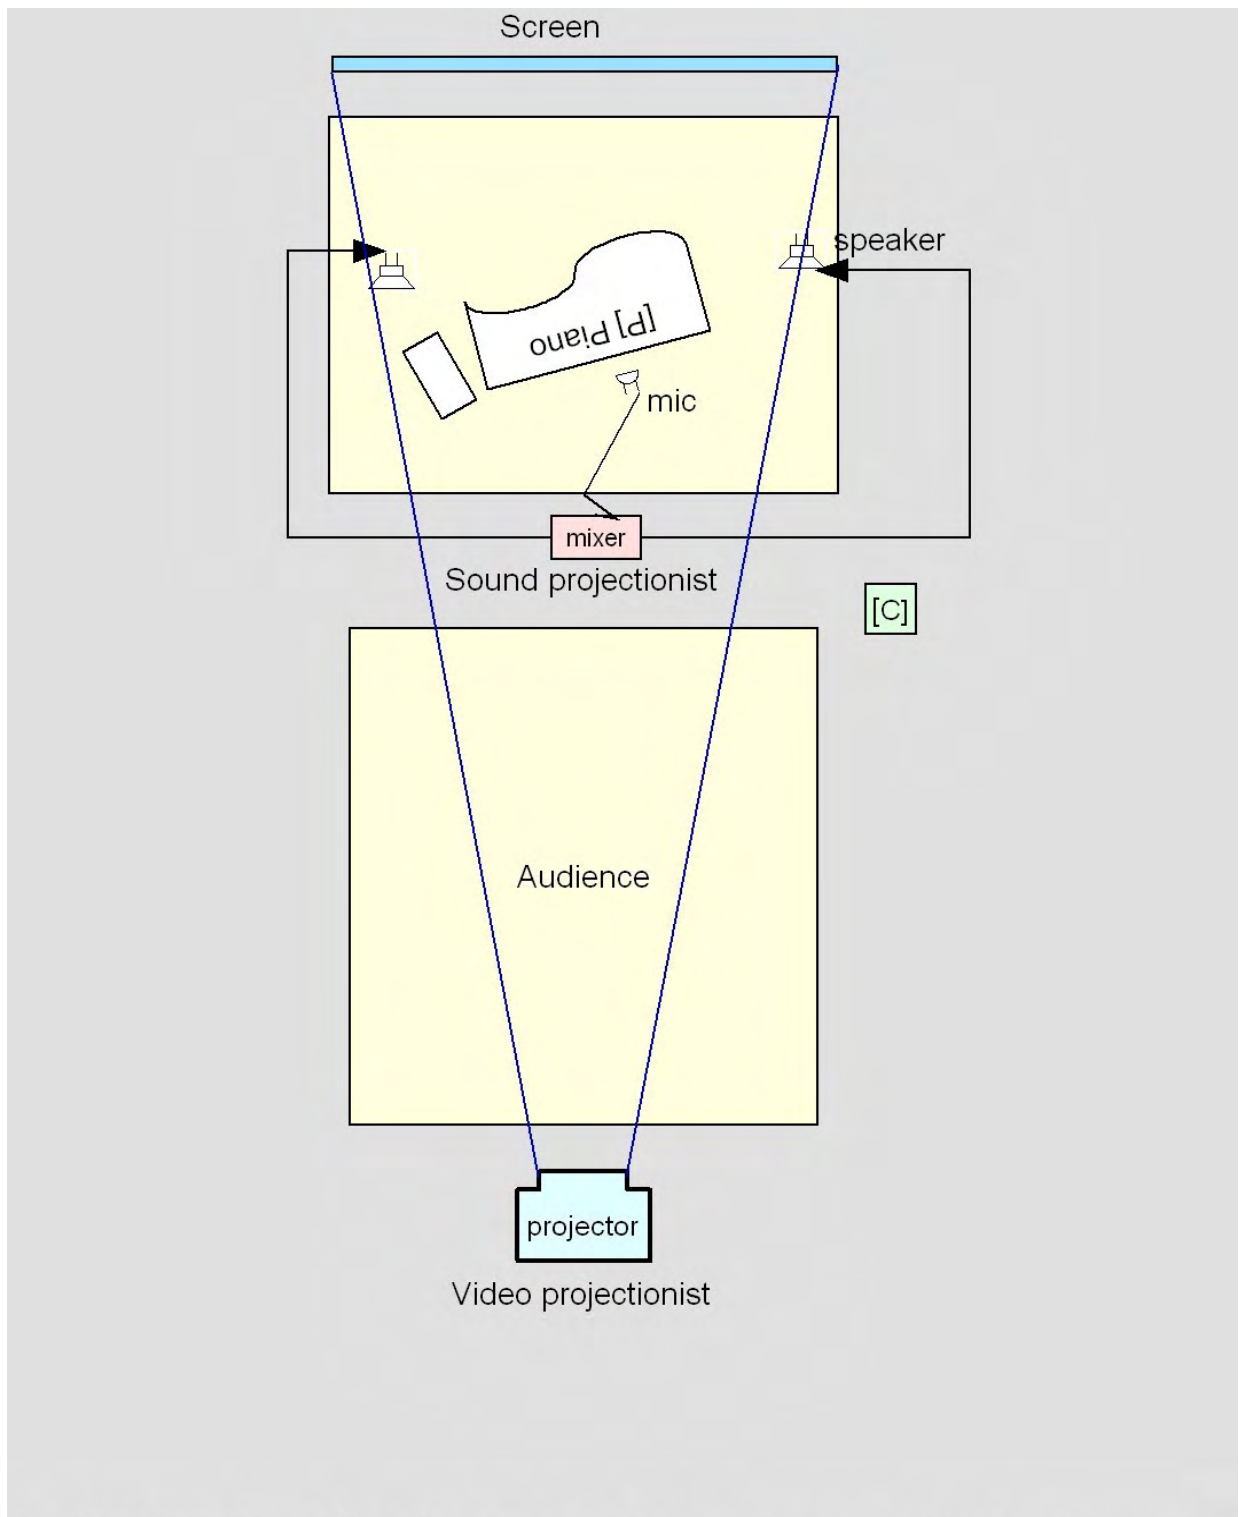 Screen
speaker
[P] Piano
mic
mixer
Sound projectionist
[C]
Audience
projector
Video projectionist